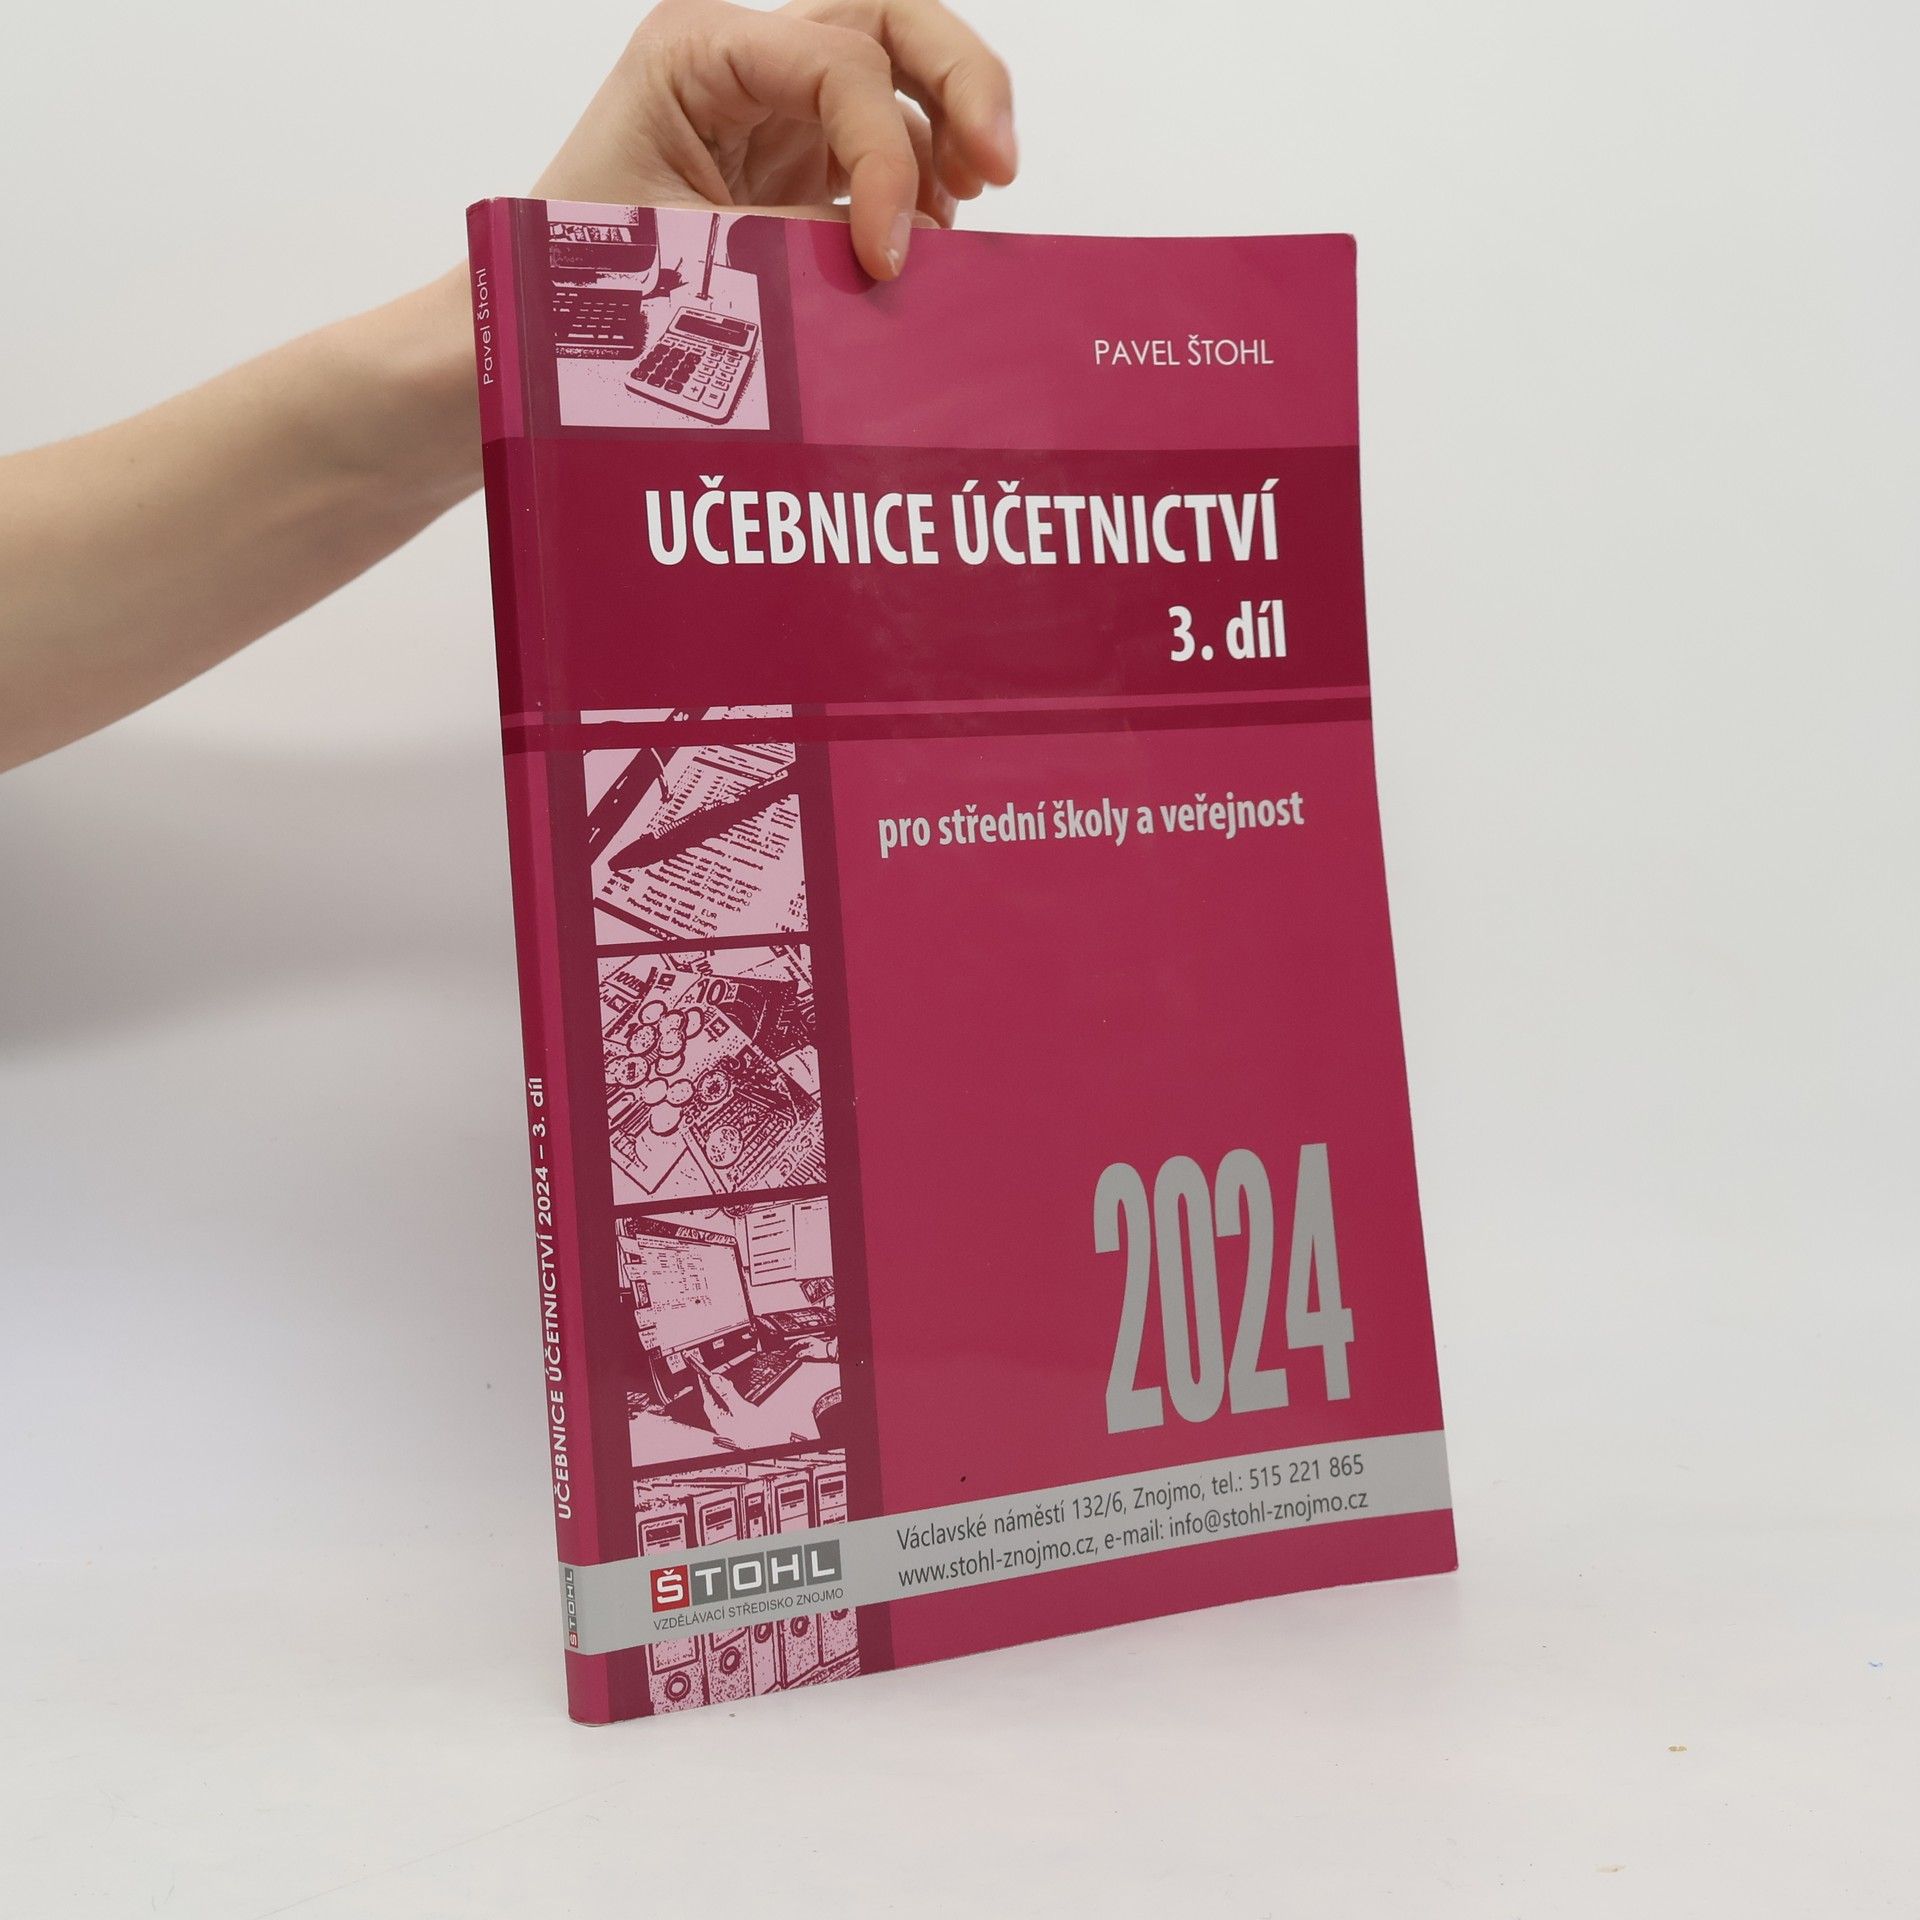 PAVEL ŠTOHL
UČEBNICE ÚČETNICTVÍ
3. díl
pro střední školy a veřejnost
2024
Václavské náměstí 132/6, Znojmo, tel.: 515 221 865
www.stohl-znojmo.cz, e-mail: info@stohl-znojmo.cz
ŠTOHL
VZDĚLÁVACÍ STŘEDISKO ZNOJMO
Pavel Štohl
UČEBNICE ÚČETNICTVÍ 2024 – 3. díl
ŠTOHL